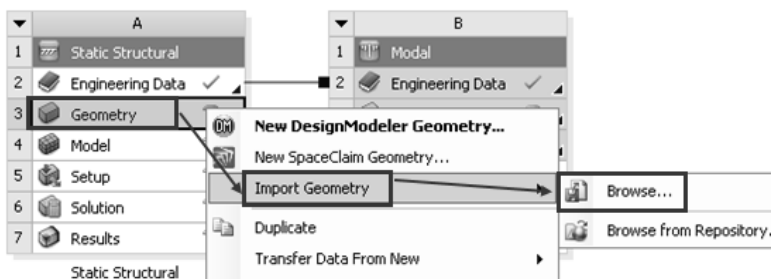 A
1 Static Structural
2 Engineering Data
3 Geometry
4 Model
5 Setup
6 Solution
7 Results
Static Structural
B
1 Modal
2 Engineering Data
DM New DesignModeler Geometry...
New SpaceClaim Geometry...
Import Geometry
Duplicate
Transfer Data From New
Browse...
Browse from Repository.